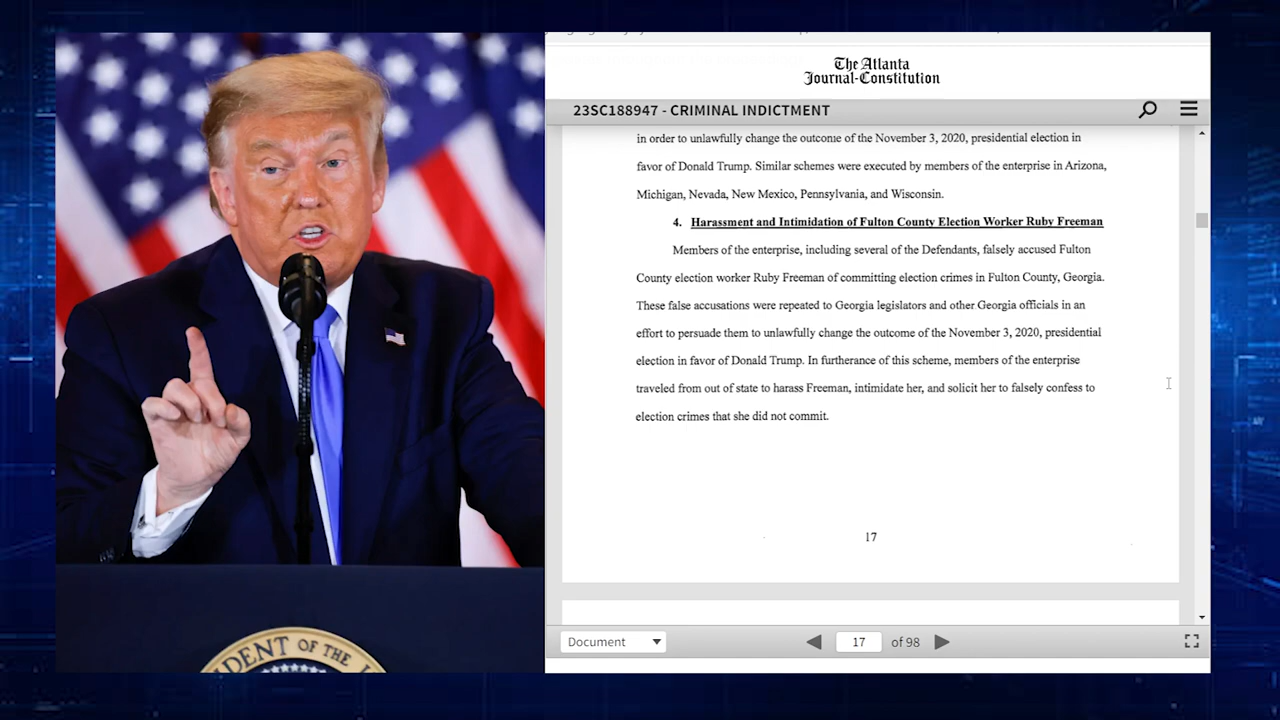 DENT OF THE
The Atlanta
Journal-Constitution
23SC188947 - CRIMINAL INDICTMENT
in order to unlawfully change the outcome of the November 3, 2020, presidential election in
favor of Donald Trump. Similar schemes were executed by members of the enterprise in Arizona,
Michigan, Nevada, New Mexico, Pennsylvania, and Wisconsin.
4. Harassment and Intimidation of Fulton County Election Worker Ruby Freeman
Members of the enterprise, including several of the Defendants, falsely accused Fulton
County election worker Ruby Freeman of committing election crimes in Fulton County, Georgia.
These false accusations were repeated to Georgia legislators and other Georgia officials in an
effort to persuade them to unlawfully change the outcome of the November 3, 2020, presidential
election in favor of Donald Trump. In furtherance of this scheme, members of the enterprise
traveled from out of state to harass Freeman, intimidate her, and solicit her to falsely confess to
election crimes that she did not commit.
17
Document 17 of 98